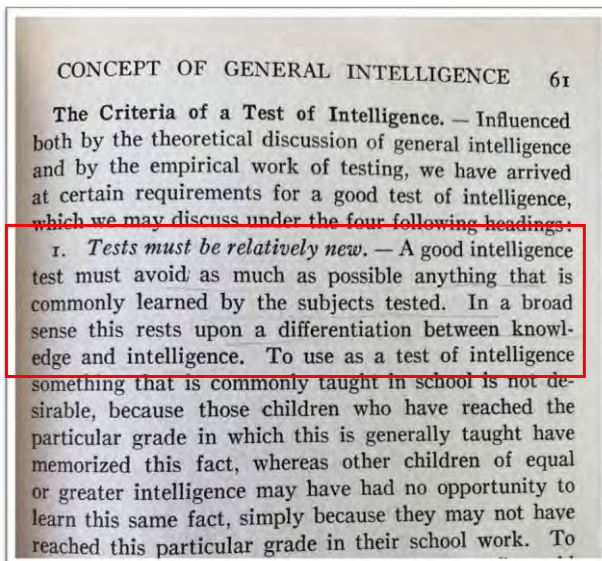 CONCEPT OF GENERAL INTELLIGENCE 61
The Criteria of a Test of Intelligence. — Influenced
both by the theoretical discussion of general intelligence
and by the empirical work of testing, we have arrived
at certain requirements for a good test of intelligence,
which we may discuss under the four following headings:
1. Tests must be relatively new. — A good intelligence
test must avoid as much as possible anything that is
commonly learned by the subjects tested. In a broad
sense this rests upon a differentiation between knowl-
edge and intelligence. To use as a test of intelligence
something that is commonly taught in school is not de-
sirable, because those children who have reached the
particular grade in which this is generally taught have
memorized this fact, whereas other children of equal
or greater intelligence may have had no opportunity to
learn this same fact, simply because they may not have
reached this particular grade in their school work. To